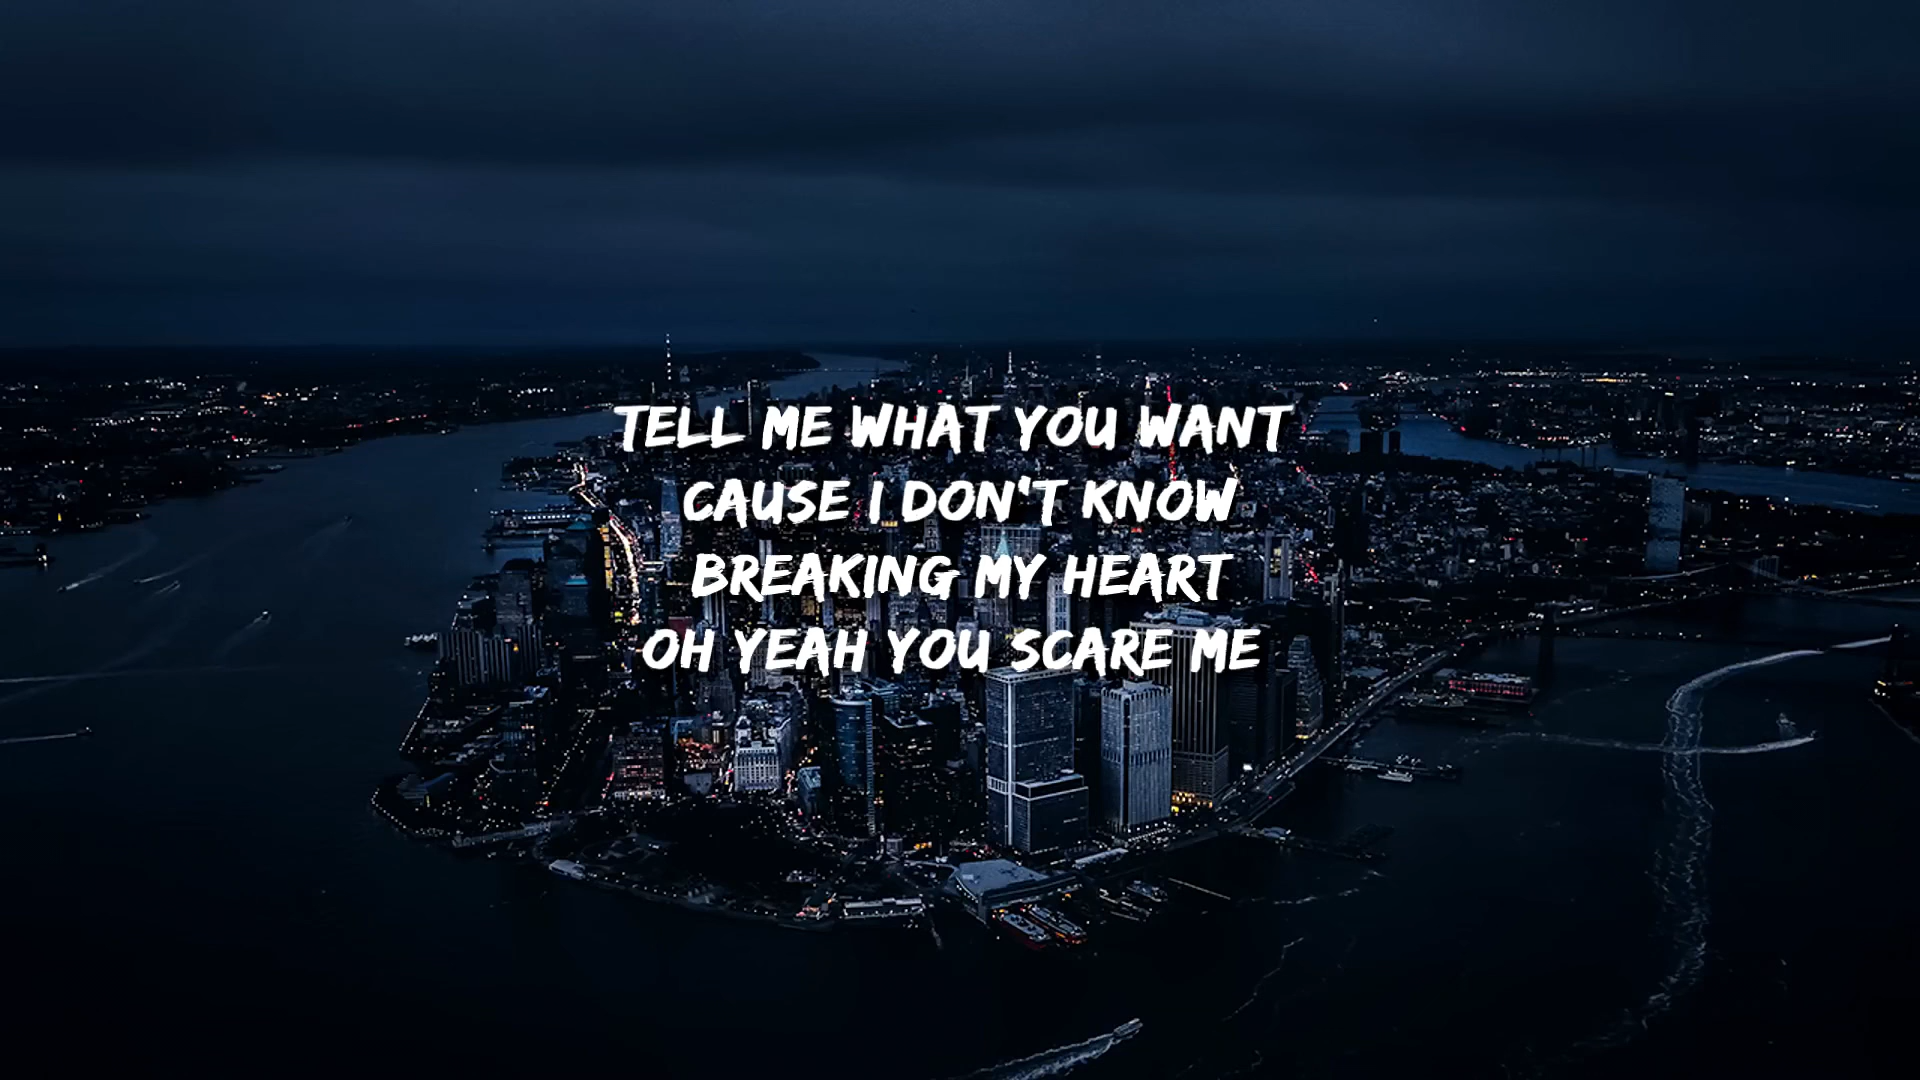 TELL ME WHAT YOU WANT
CAUSE I DON'T KNOW
BREAKING MY HEART
OH YEAH YOU SCARE ME